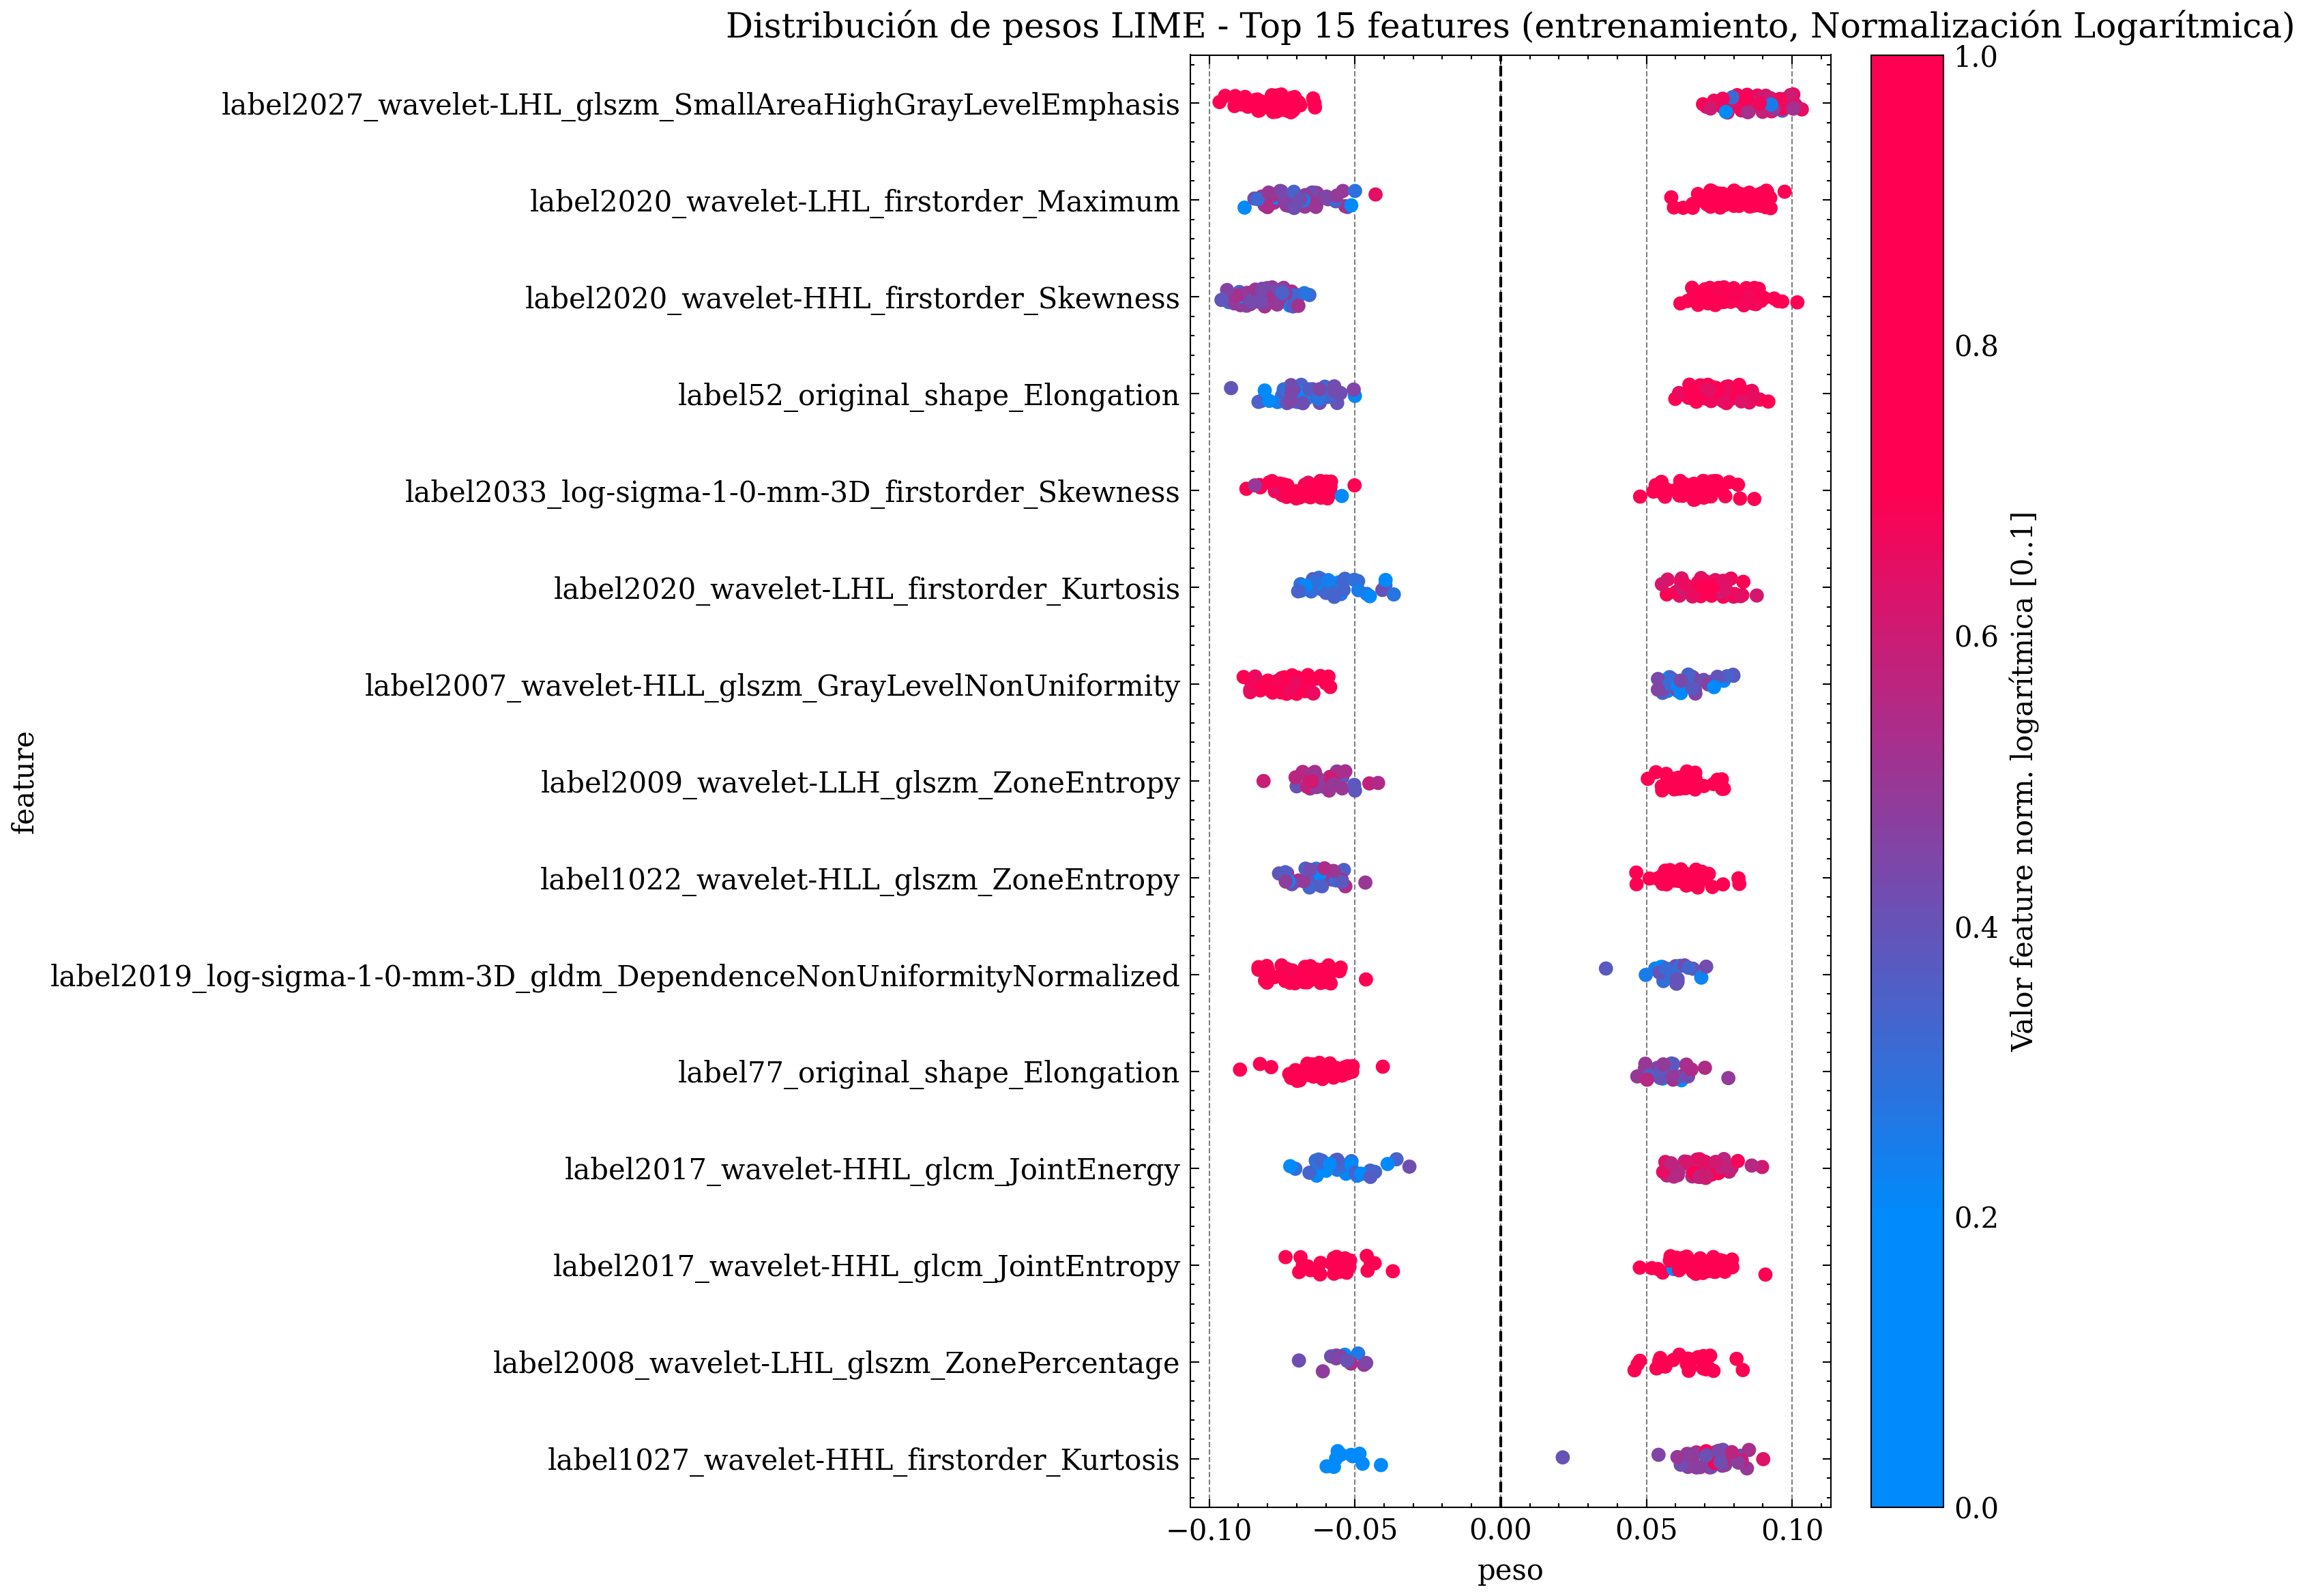 Distribución de pesos LIME - Top 15 features (entrenamiento, Normalización Logarítmica)
label2027_wavelet-LHL_glszm_SmallAreaHighGrayLevelEmphasis
label2020_wavelet-LHL_firstorder_Maximum
label2020_wavelet-HHL_firstorder_Skewness
label52_original_shape_Elongation
label2033_log-sigma-1-0-mm-3D_firstorder_Skewness
label2020_wavelet-LHL_firstorder_Kurtosis
label2007_wavelet-HLL_glszm_GrayLevelNonUniformity
label2009_wavelet-LLH_glszm_ZoneEntropy
label1022_wavelet-HLL_glszm_ZoneEntropy
label2019_log-sigma-1-0-mm-3D_gldm_DependenceNonUniformityNormalized
label77_original_shape_Elongation
label2017_wavelet-HHL_glcm_JointEnergy
label2017_wavelet-HHL_glcm_JointEntropy
label2008_wavelet-LHL_glszm_ZonePercentage
label1027_wavelet-HHL_firstorder_Kurtosis
feature
−0.10 −0.05 0.00 0.05 0.10
peso
1.0
0.8
0.6
0.4
0.2
0.0
Valor feature norm. logarítmica [0..1]